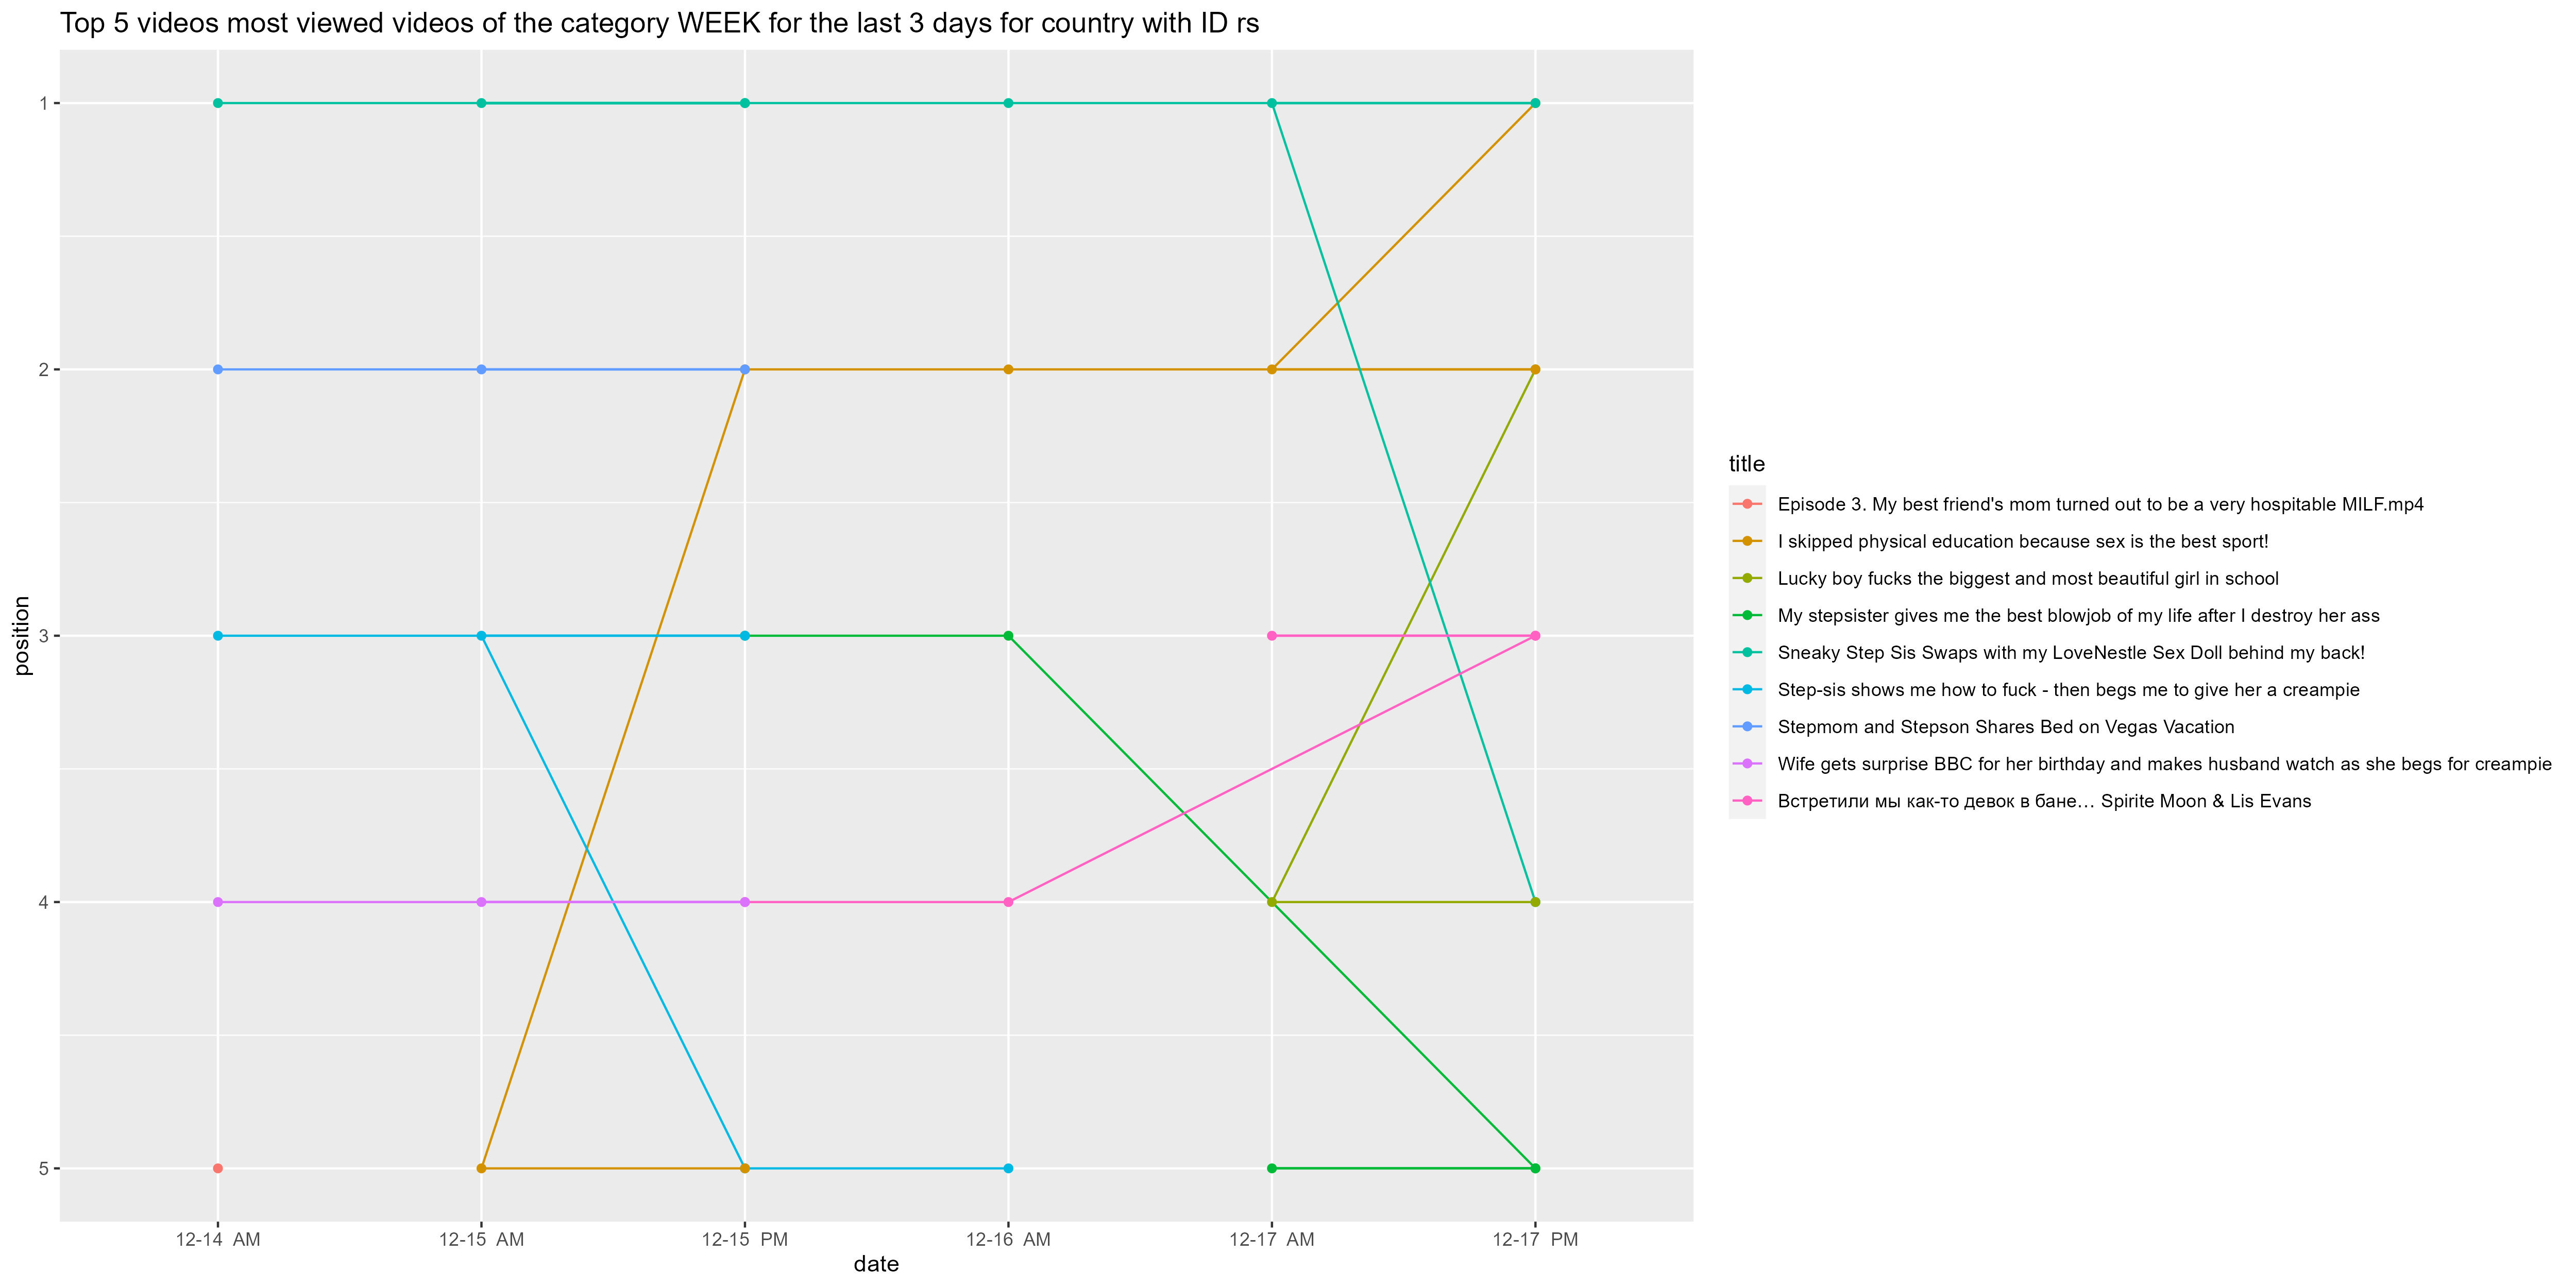 Top 5 videos most viewed videos of the category WEEK for the last 3 days for country with ID rs
position
1
2
3
4
5
12-14 AM
12-15 AM
12-15 PM
12-16 AM
12-17 AM
12-17 PM
date
title
Episode 3. My best friend's mom turned out to be a very hospitable MILF.mp4
I skipped physical education because sex is the best sport!
Lucky boy fucks the biggest and most beautiful girl in school
My stepsister gives me the best blowjob of my life after I destroy her ass
Sneaky Step Sis Swaps with my LoveNestle Sex Doll behind my back!
Step-sis shows me how to fuck - then begs me to give her a creampie
Stepmom and Stepson Shares Bed on Vegas Vacation
Wife gets surprise BBC for her birthday and makes husband watch as she begs for creampie
Встретили мы как-то девок в бане… Spirite Moon & Lis Evans